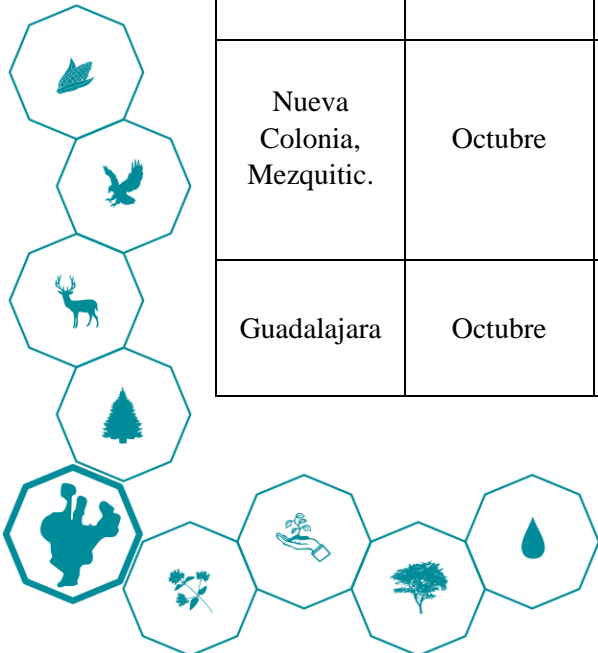 Nueva
Colonia,
Mezquitic.
Octubre
Guadalajara
Octubre